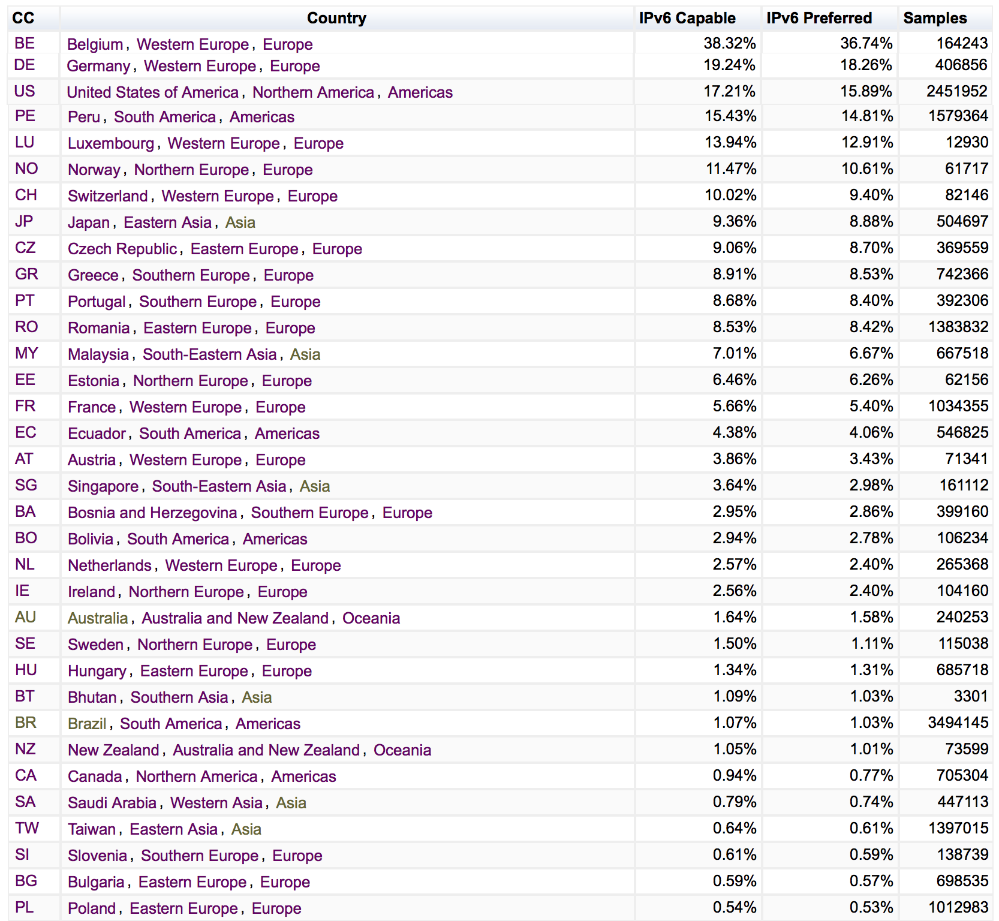 CC Country IPv6 Capable IPv6 Preferred Samples
BE Belgium, Western Europe, Europe 38.32% 36.74% 164243
DE Germany, Western Europe, Europe 19.24% 18.26% 406856
US United States of America, Northern America, Americas 17.21% 15.89% 2451952
PE Peru, South America, Americas 15.43% 14.81% 1579364
LU Luxembourg, Western Europe, Europe 13.94% 12.91% 12930
NO Norway, Northern Europe, Europe 11.47% 10.61% 61717
CH Switzerland, Western Europe, Europe 10.02% 9.40% 82146
JP Japan, Eastern Asia, Asia 9.36% 8.88% 504697
CZ Czech Republic, Eastern Europe, Europe 9.06% 8.70% 369559
GR Greece, Southern Europe, Europe 8.91% 8.53% 742366
PT Portugal, Southern Europe, Europe 8.68% 8.40% 392306
RO Romania, Eastern Europe, Europe 8.53% 8.42% 1383832
MY Malaysia, South-Eastern Asia, Asia 7.01% 6.67% 667518
EE Estonia, Northern Europe, Europe 6.46% 6.26% 62156
FR France, Western Europe, Europe 5.66% 5.40% 1034355
EC Ecuador, South America, Americas 4.38% 4.06% 546825
AT Austria, Western Europe, Europe 3.86% 3.43% 71341
SG Singapore, South-Eastern Asia, Asia 3.64% 2.98% 161112
BA Bosnia and Herzegovina, Southern Europe, Europe 2.95% 2.86% 399160
BO Bolivia, South America, Americas 2.94% 2.78% 106234
NL Netherlands, Western Europe, Europe 2.57% 2.40% 265368
IE Ireland, Northern Europe, Europe 2.56% 2.40% 104160
AU Australia, Australia and New Zealand, Oceania 1.64% 1.58% 240253
SE Sweden, Northern Europe, Europe 1.50% 1.11% 115038
HU Hungary, Eastern Europe, Europe 1.34% 1.31% 685718
BT Bhutan, Southern Asia, Asia 1.09% 1.03% 3301
BR Brazil, South America, Americas 1.07% 1.03% 3494145
NZ New Zealand, Australia and New Zealand, Oceania 1.05% 1.01% 73599
CA Canada, Northern America, Americas 0.94% 0.77% 705304
SA Saudi Arabia, Western Asia, Asia 0.79% 0.74% 447113
TW Taiwan, Eastern Asia, Asia 0.64% 0.61% 1397015
SI Slovenia, Southern Europe, Europe 0.61% 0.59% 138739
BG Bulgaria, Eastern Europe, Europe 0.59% 0.57% 698535
PL Poland, Eastern Europe, Europe 0.54% 0.53% 1012983